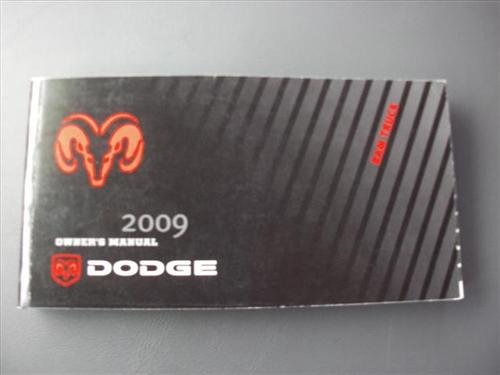 RAM TRUCK
2009
OWNER'S MANUAL
DODGE